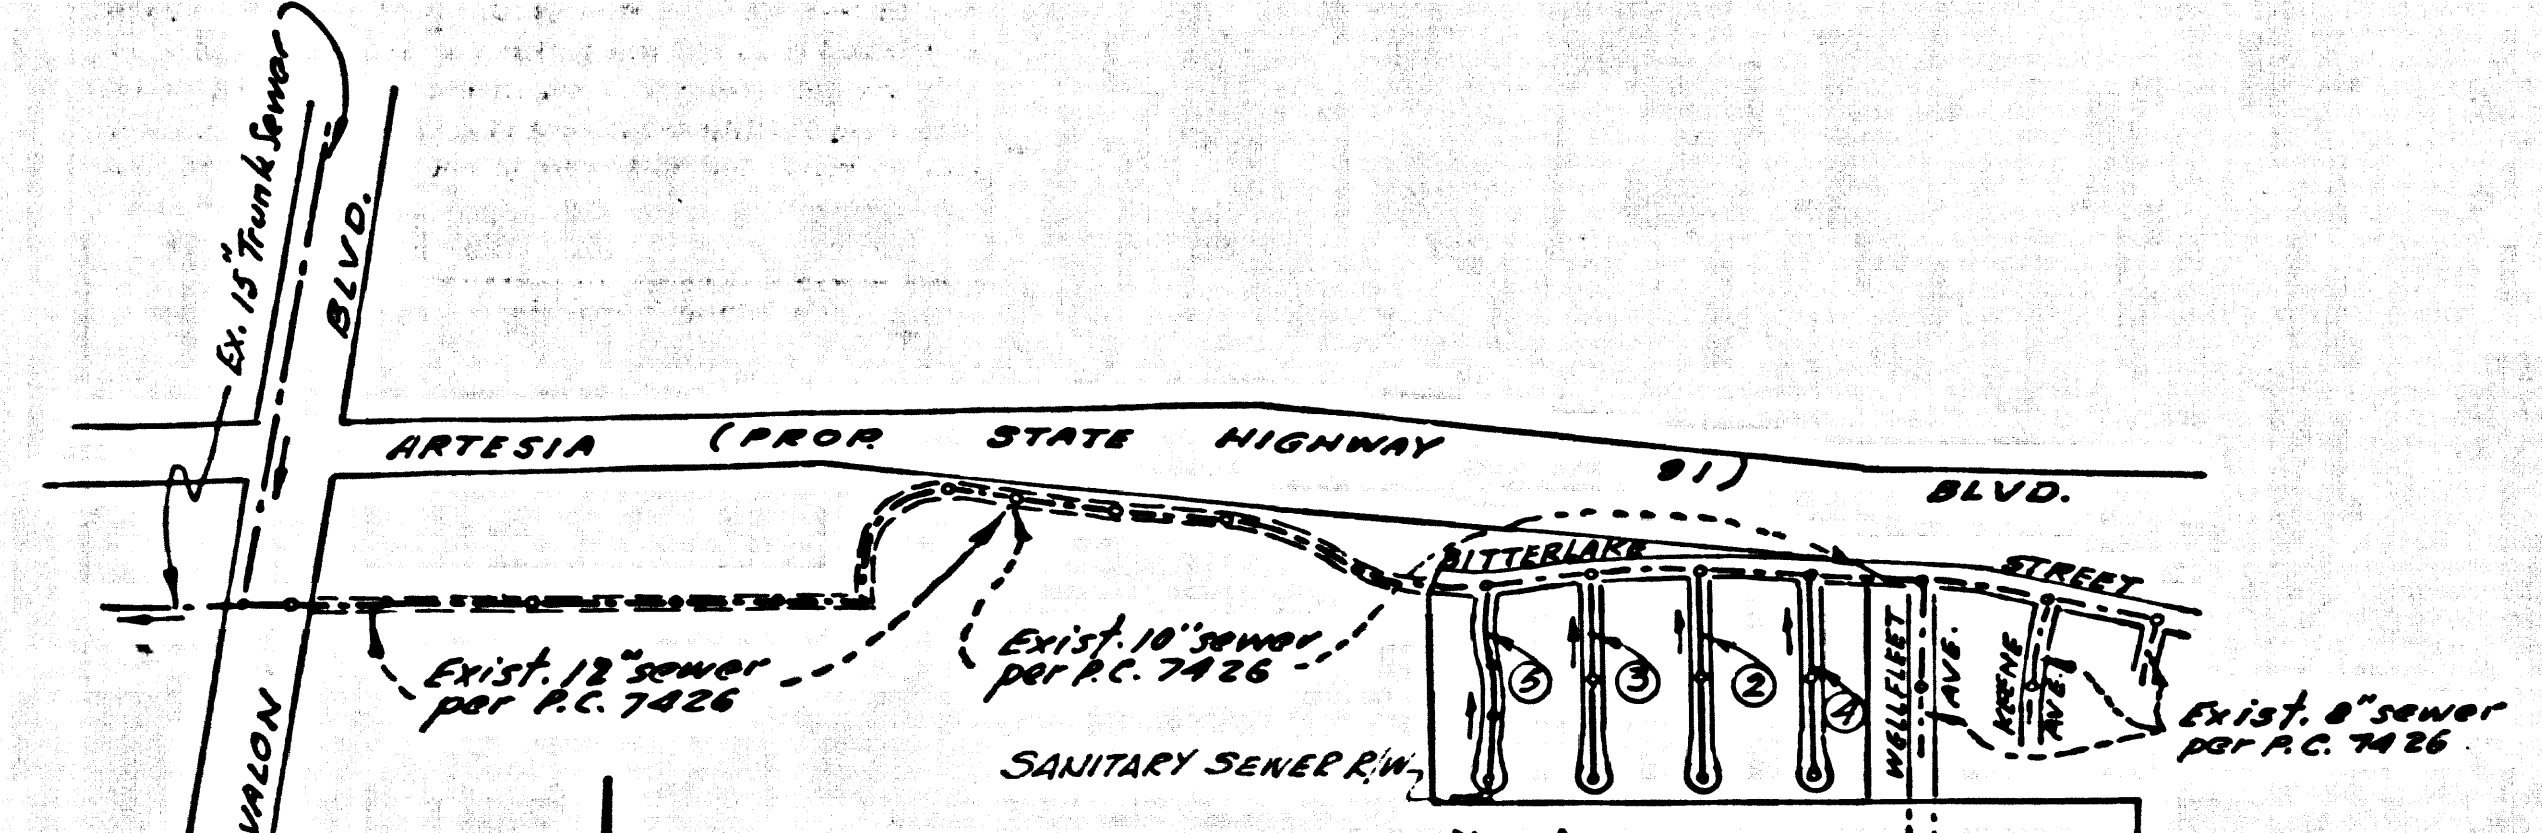 Ex. 15" Trunk Sewer
BLVD.
ARTESIA (PROP. STATE HIGHWAY 91) BLVD.
BITTERLAKE STREET
Exist. 12" sewer
per P.C. 7426
Exist. 10" sewer
per P.C. 7426
5
3
2
4
WELLFLEET AVE.
KEENE AVE.
Exist. 8" sewer
per P.C. 7426
SANITARY SEWER R/W
VALON